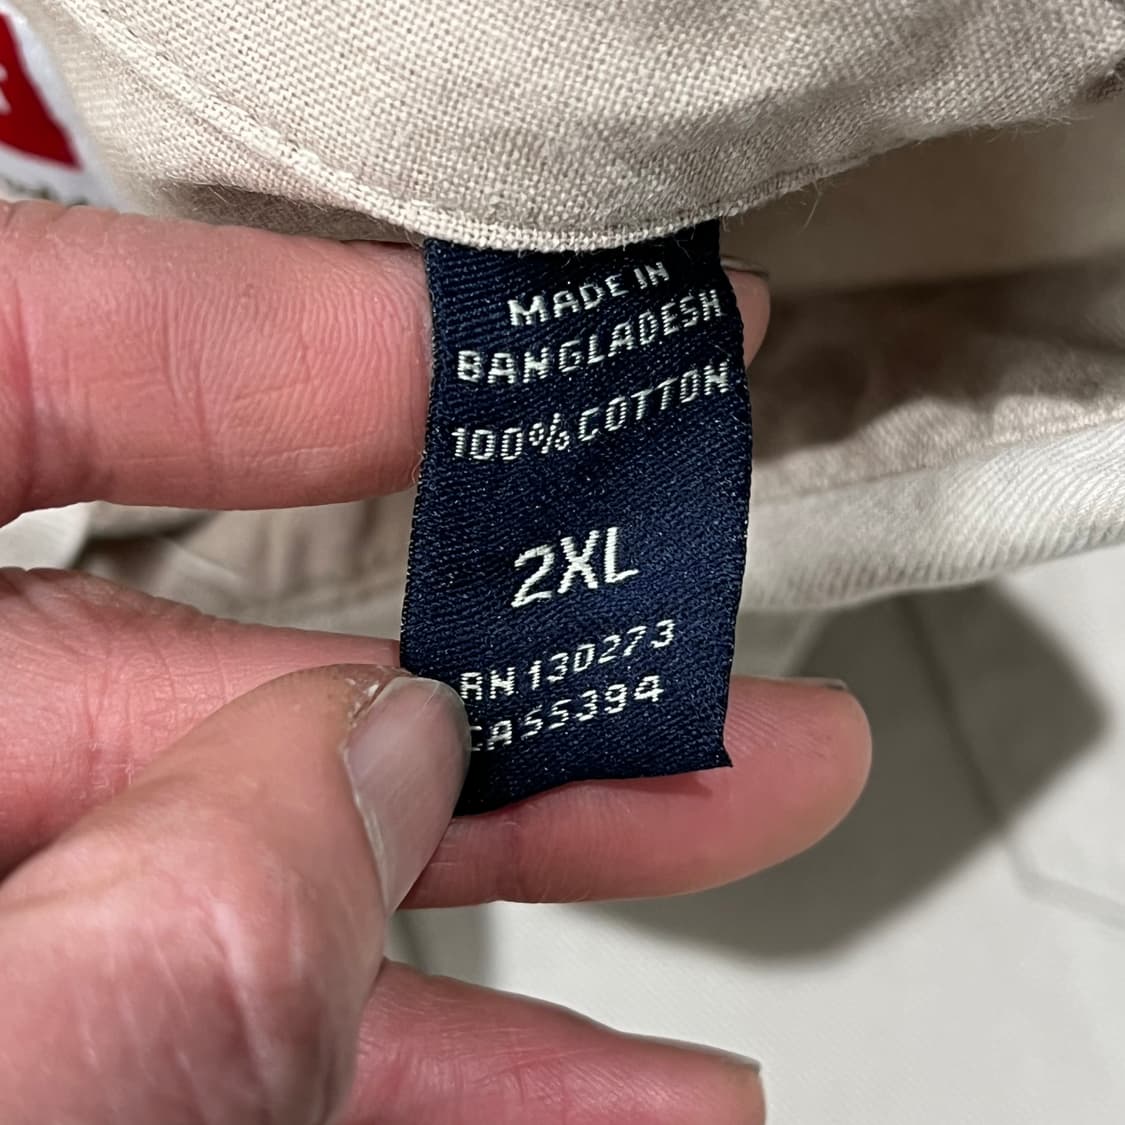 MADE IN
BANGLADESH
100% COTTON
2XL
RN 130273
CA55394